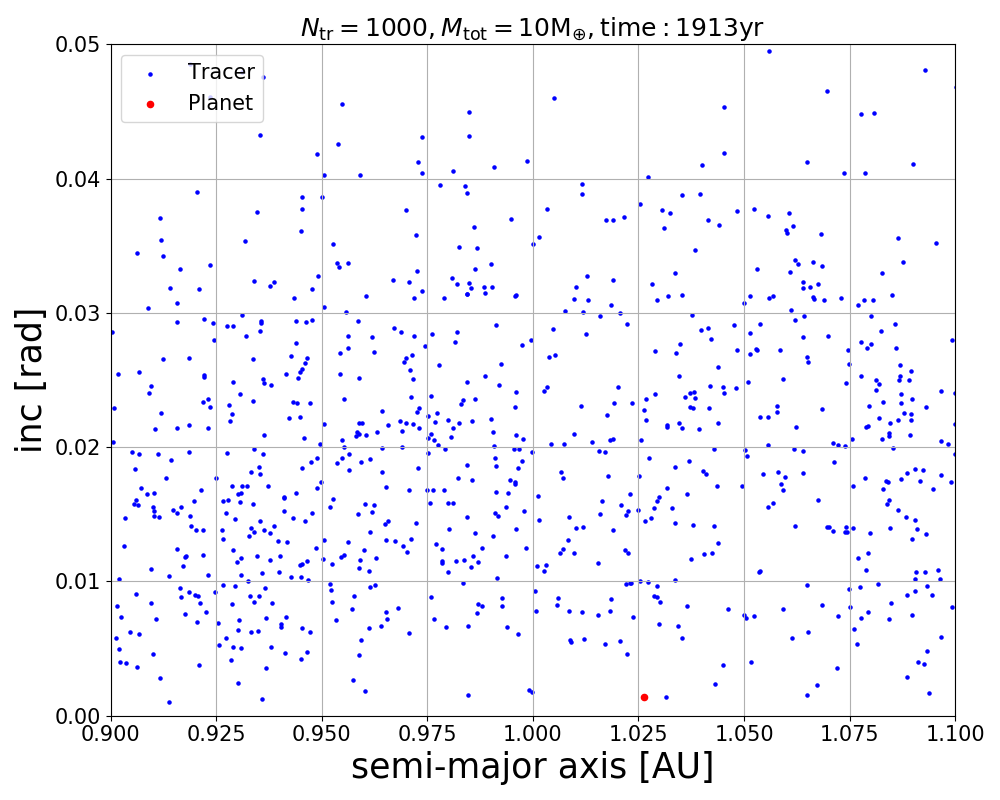 N_tr = 1000, M_tot = 10M_⊕, time : 1913yr
Tracer
Planet
0.05
0.04
0.03
0.02
0.01
0.00
inc [rad]
0.900 0.925 0.950 0.975 1.000 1.025 1.050 1.075 1.100
semi-major axis [AU]